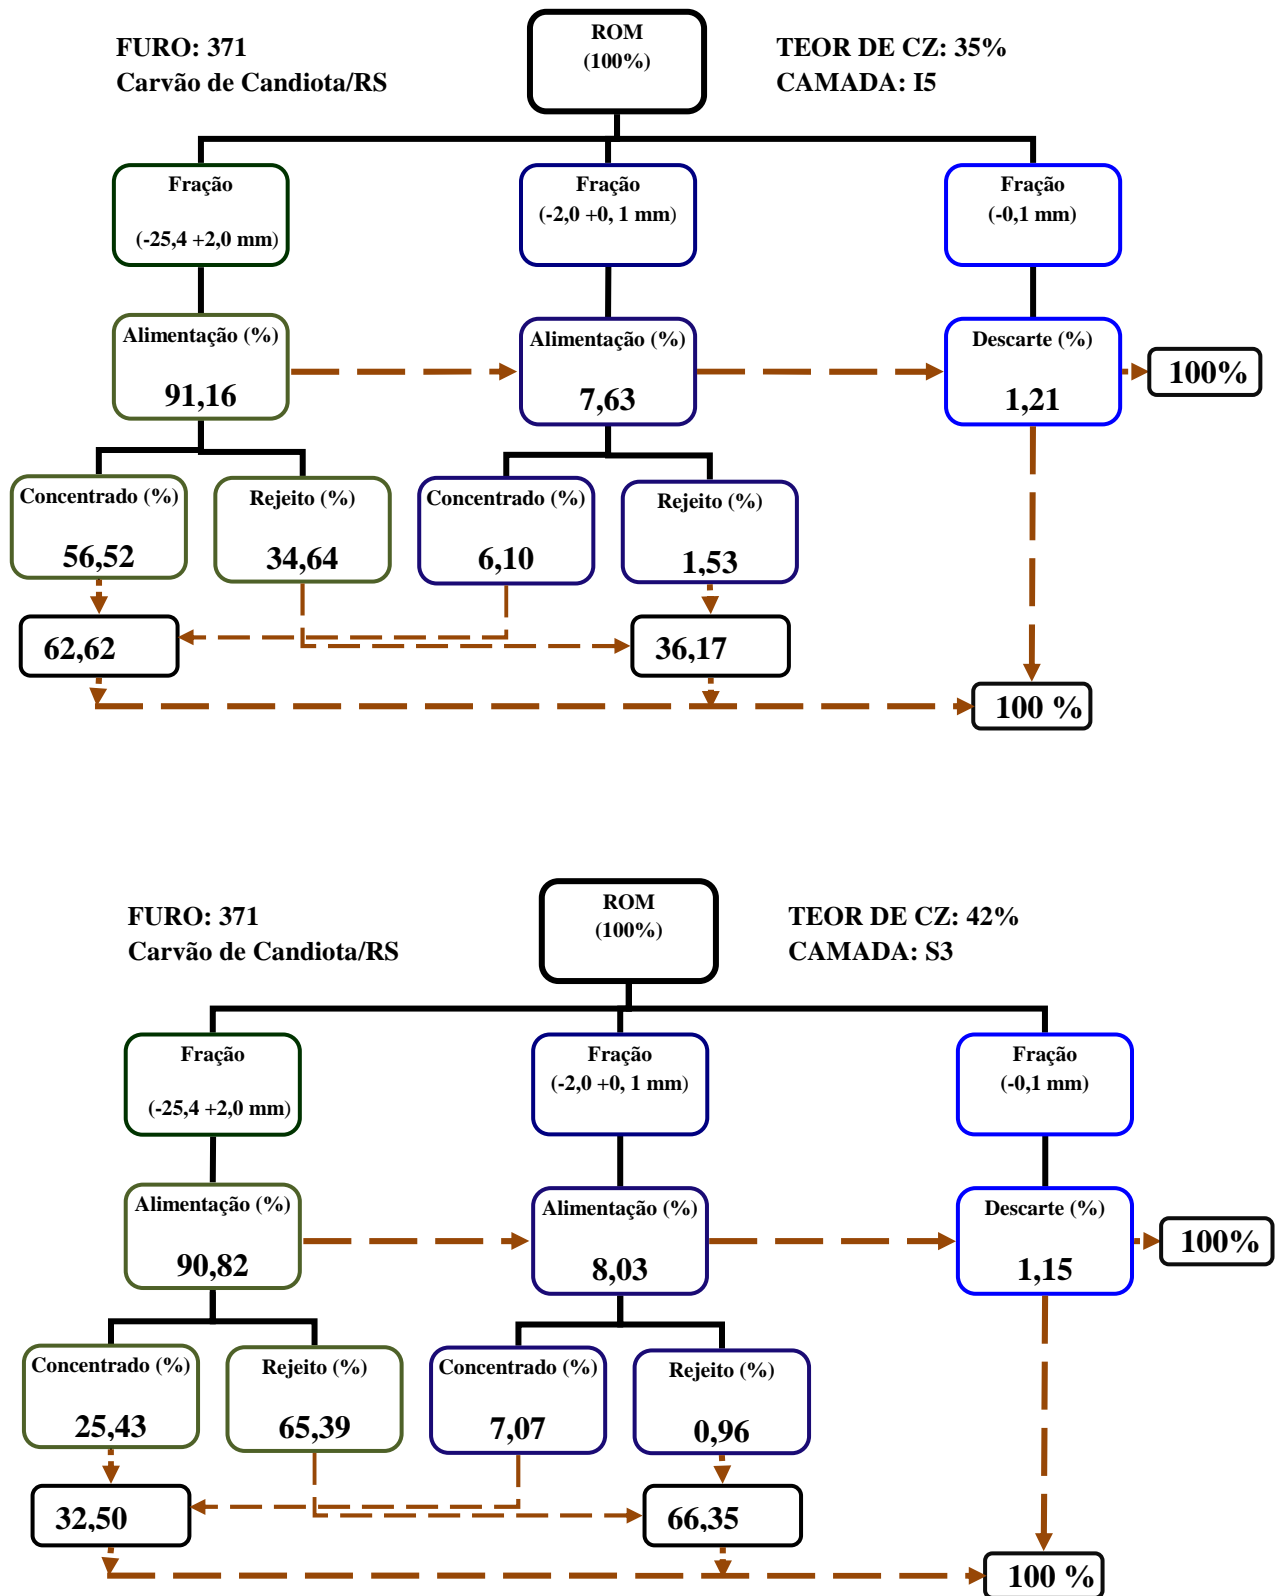 FURO: 371
Carvão de Candiota/RS
ROM
(100%)
TEOR DE CZ: 35%
CAMADA: I5
Fração
(-25,4 +2,0 mm)
Fração
(-2,0 +0, 1 mm)
Fração
(-0,1 mm)
Alimentação (%)
91,16
Alimentação (%)
7,63
Descarte (%)
1,21
100%
Concentrado (%)
56,52
Rejeito (%)
34,64
Concentrado (%)
6,10
Rejeito (%)
1,53
62,62
36,17
100 %
FURO: 371
Carvão de Candiota/RS
ROM
(100%)
TEOR DE CZ: 42%
CAMADA: S3
Fração
(-25,4 +2,0 mm)
Fração
(-2,0 +0, 1 mm)
Fração
(-0,1 mm)
Alimentação (%)
90,82
Alimentação (%)
8,03
Descarte (%)
1,15
100%
Concentrado (%)
25,43
Rejeito (%)
65,39
Concentrado (%)
7,07
Rejeito (%)
0,96
32,50
66,35
100 %